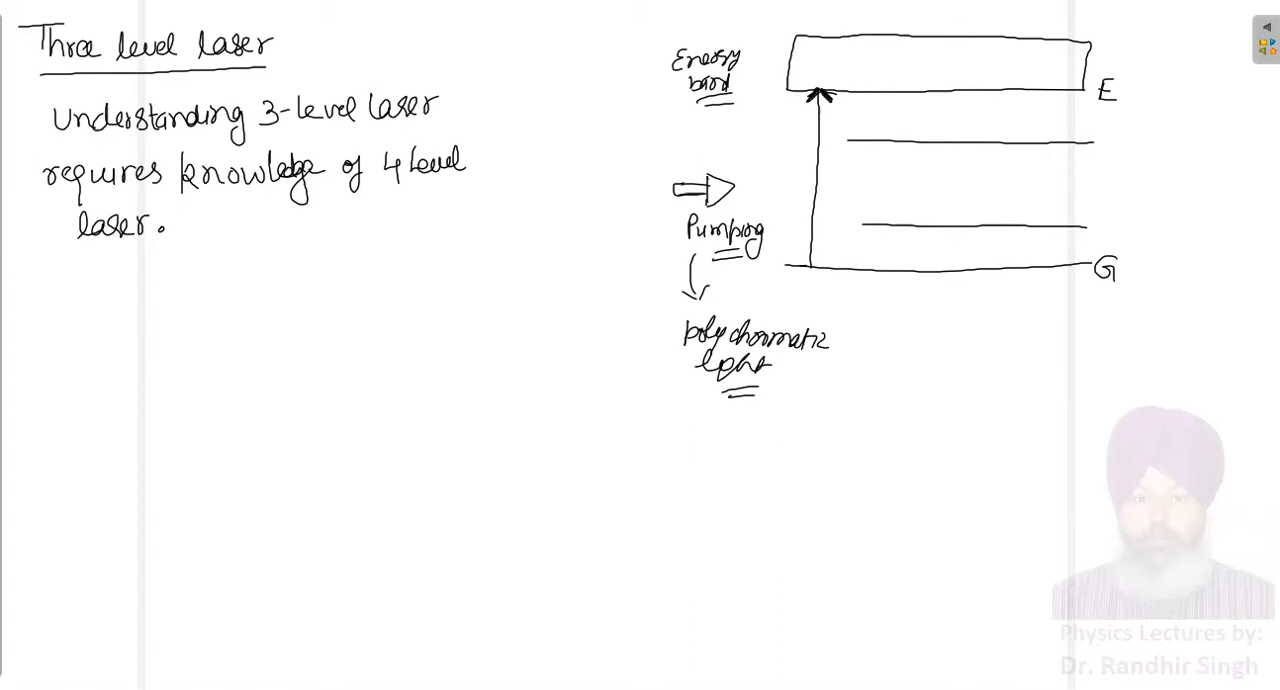 Three level laser
Understanding 3-level laser
requires knowledge of 4 level
laser.
Energy
band
E
Pumping
G
polychromatic
light
Physics Lectures by:
Dr. Randhir Singh